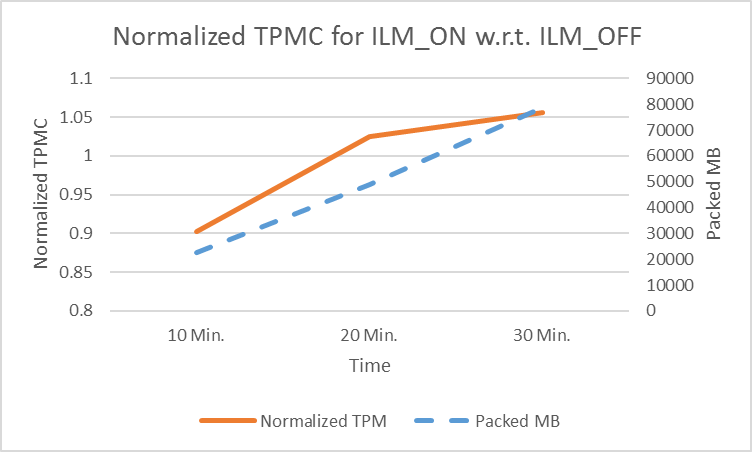 Normalized TPMC for ILM_ON w.r.t. ILM_OFF
Normalized TPMC
1.1
1.05
1
0.95
0.9
0.85
0.8
90000
80000
70000
60000
50000
40000
30000
20000
10000
0
Packed MB
10 Min.
20 Min.
30 Min.
Time
Normalized TPM
Packed MB